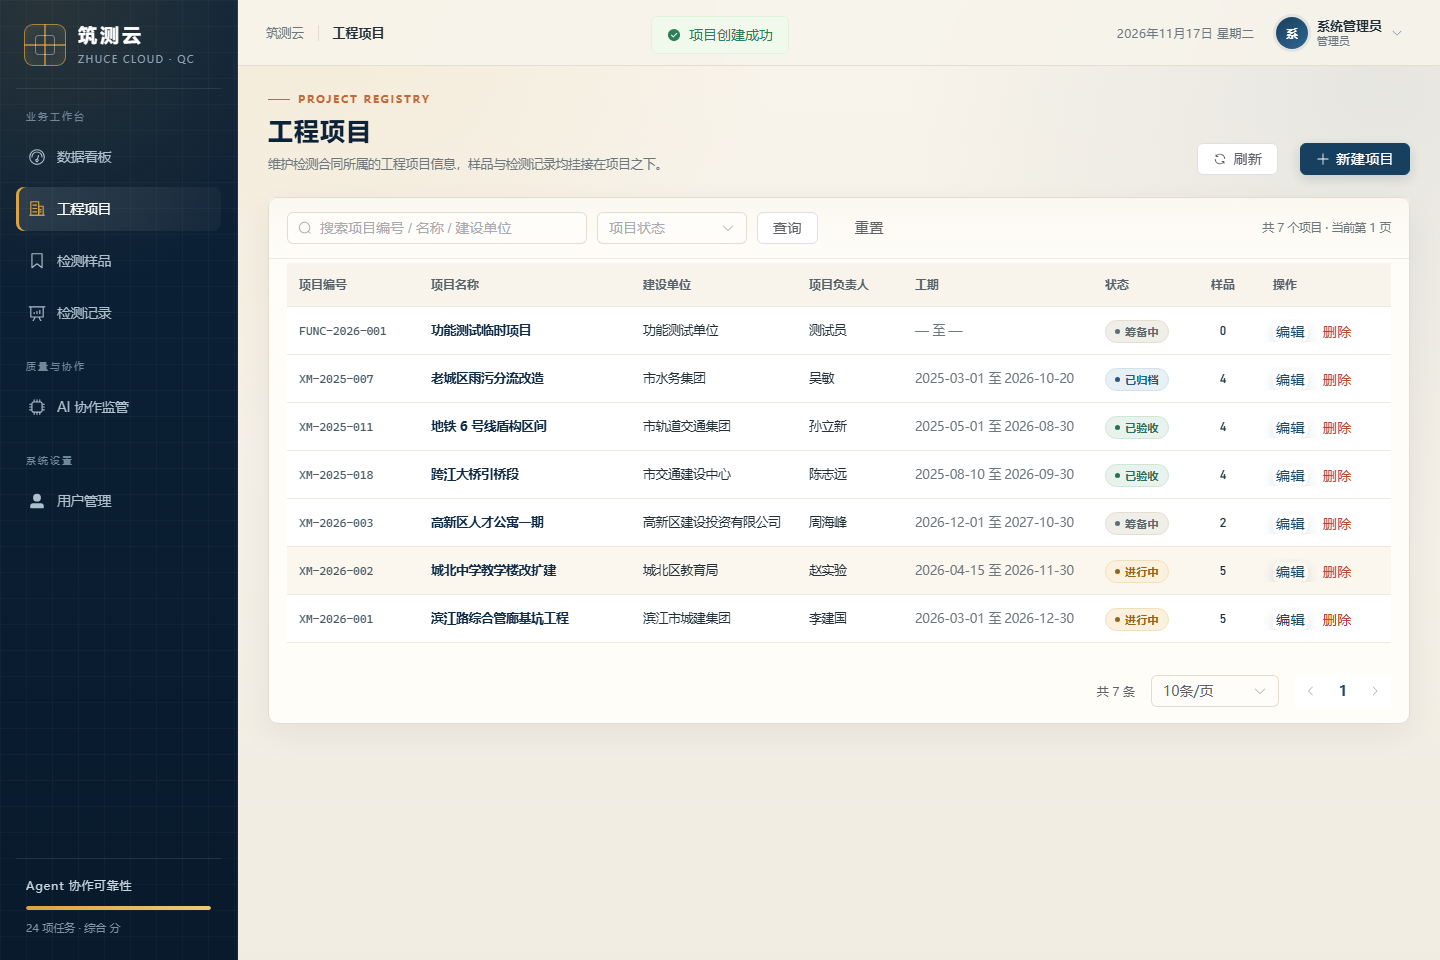 筑测云
ZHUCE CLOUD · QC
业务工作台
数据看板
工程项目
检测样品
检测记录
质量与协作
AI 协作监管
系统设置
用户管理
Agent 协作可靠性
24 项任务 · 综合 分
筑测云 工程项目
项目创建成功
2026年11月17日 星期二
系 系统管理员
管理员
PROJECT REGISTRY
工程项目
维护检测合同所属的工程项目信息，样品与检测记录均挂接在项目之下。
刷新 新建项目
搜索项目编号 / 名称 / 建设单位 项目状态 查询 重置 共 7 个项目 · 当前第 1 页
项目编号 项目名称 建设单位 项目负责人 工期 状态 样品 操作
FUNC-2026-001 功能测试临时项目 功能测试单位 测试员 — 至 — 筹备中 0 编辑 删除
XM-2025-007 老城区雨污分流改造 市水务集团 吴敏 2025-03-01 至 2026-10-20 已归档 4 编辑 删除
XM-2025-011 地铁 6 号线盾构区间 市轨道交通集团 孙立新 2025-05-01 至 2026-08-30 已验收 4 编辑 删除
XM-2025-018 跨江大桥引桥段 市交通建设中心 陈志远 2025-08-10 至 2026-09-30 已验收 4 编辑 删除
XM-2026-003 高新区人才公寓一期 高新区建设投资有限公司 周海峰 2026-12-01 至 2027-10-30 筹备中 2 编辑 删除
XM-2026-002 城北中学教学楼改扩建 城北区教育局 赵实验 2026-04-15 至 2026-11-30 进行中 5 编辑 删除
XM-2026-001 滨江路综合管廊基坑工程 滨江市城建集团 李建国 2026-03-01 至 2026-12-30 进行中 5 编辑 删除
共 7 条 10条/页 1